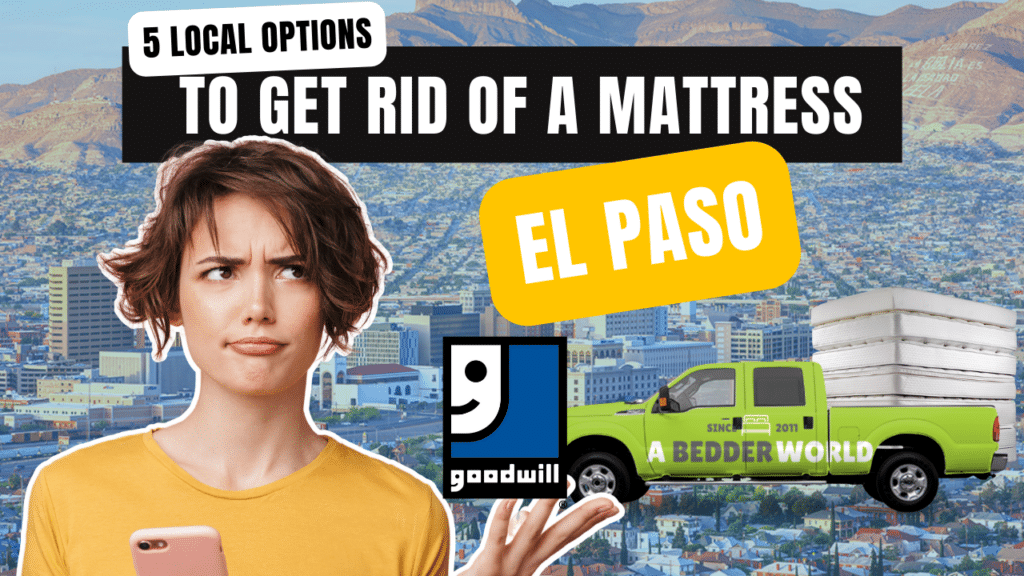 5 LOCAL OPTIONS
TO GET RID OF A MATTRESS
EL PASO
goodwill
SINCE 2011
A BEDDER WORLD